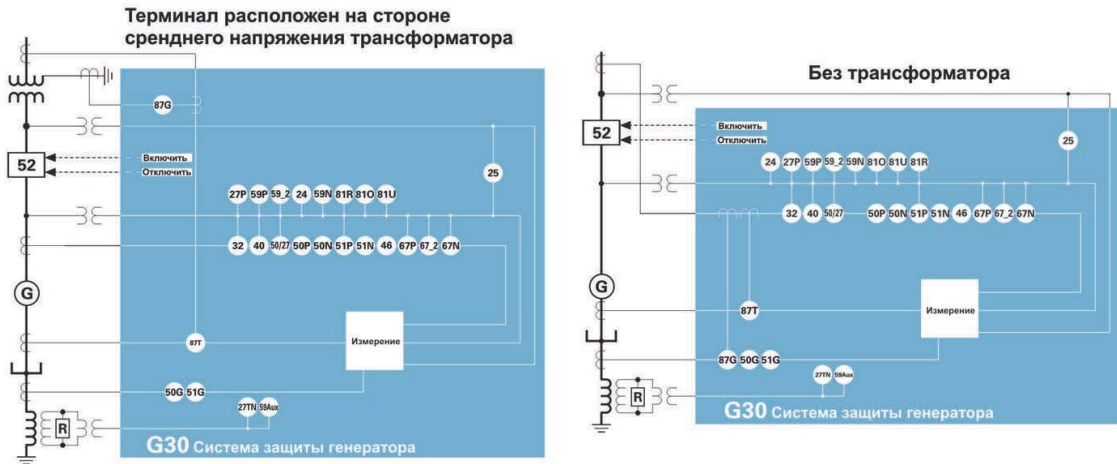 Терминал расположен на стороне
сренднего напряжения трансформатора
87G
52
Включить
Отключить
25
27P 59P 59_2 24 59N 81R 81O 81U
32 40 50/27 50P 50N 51P 51N 46 67P 67_2 67N
G
87T
Измерение
50G 51G
27TN 59Aux
R
G30 Система защиты генератора
Без трансформатора
52
Включить
Отключить
25
24 27P 59P 59_2 59N 81O 81U 81R
32 40 50/27 50P 50N 51P 51N 46 67P 67_2 67N
G
87T
Измерение
87G 50G 51G
27TN 59Aux
R
G30 Система защиты генератора